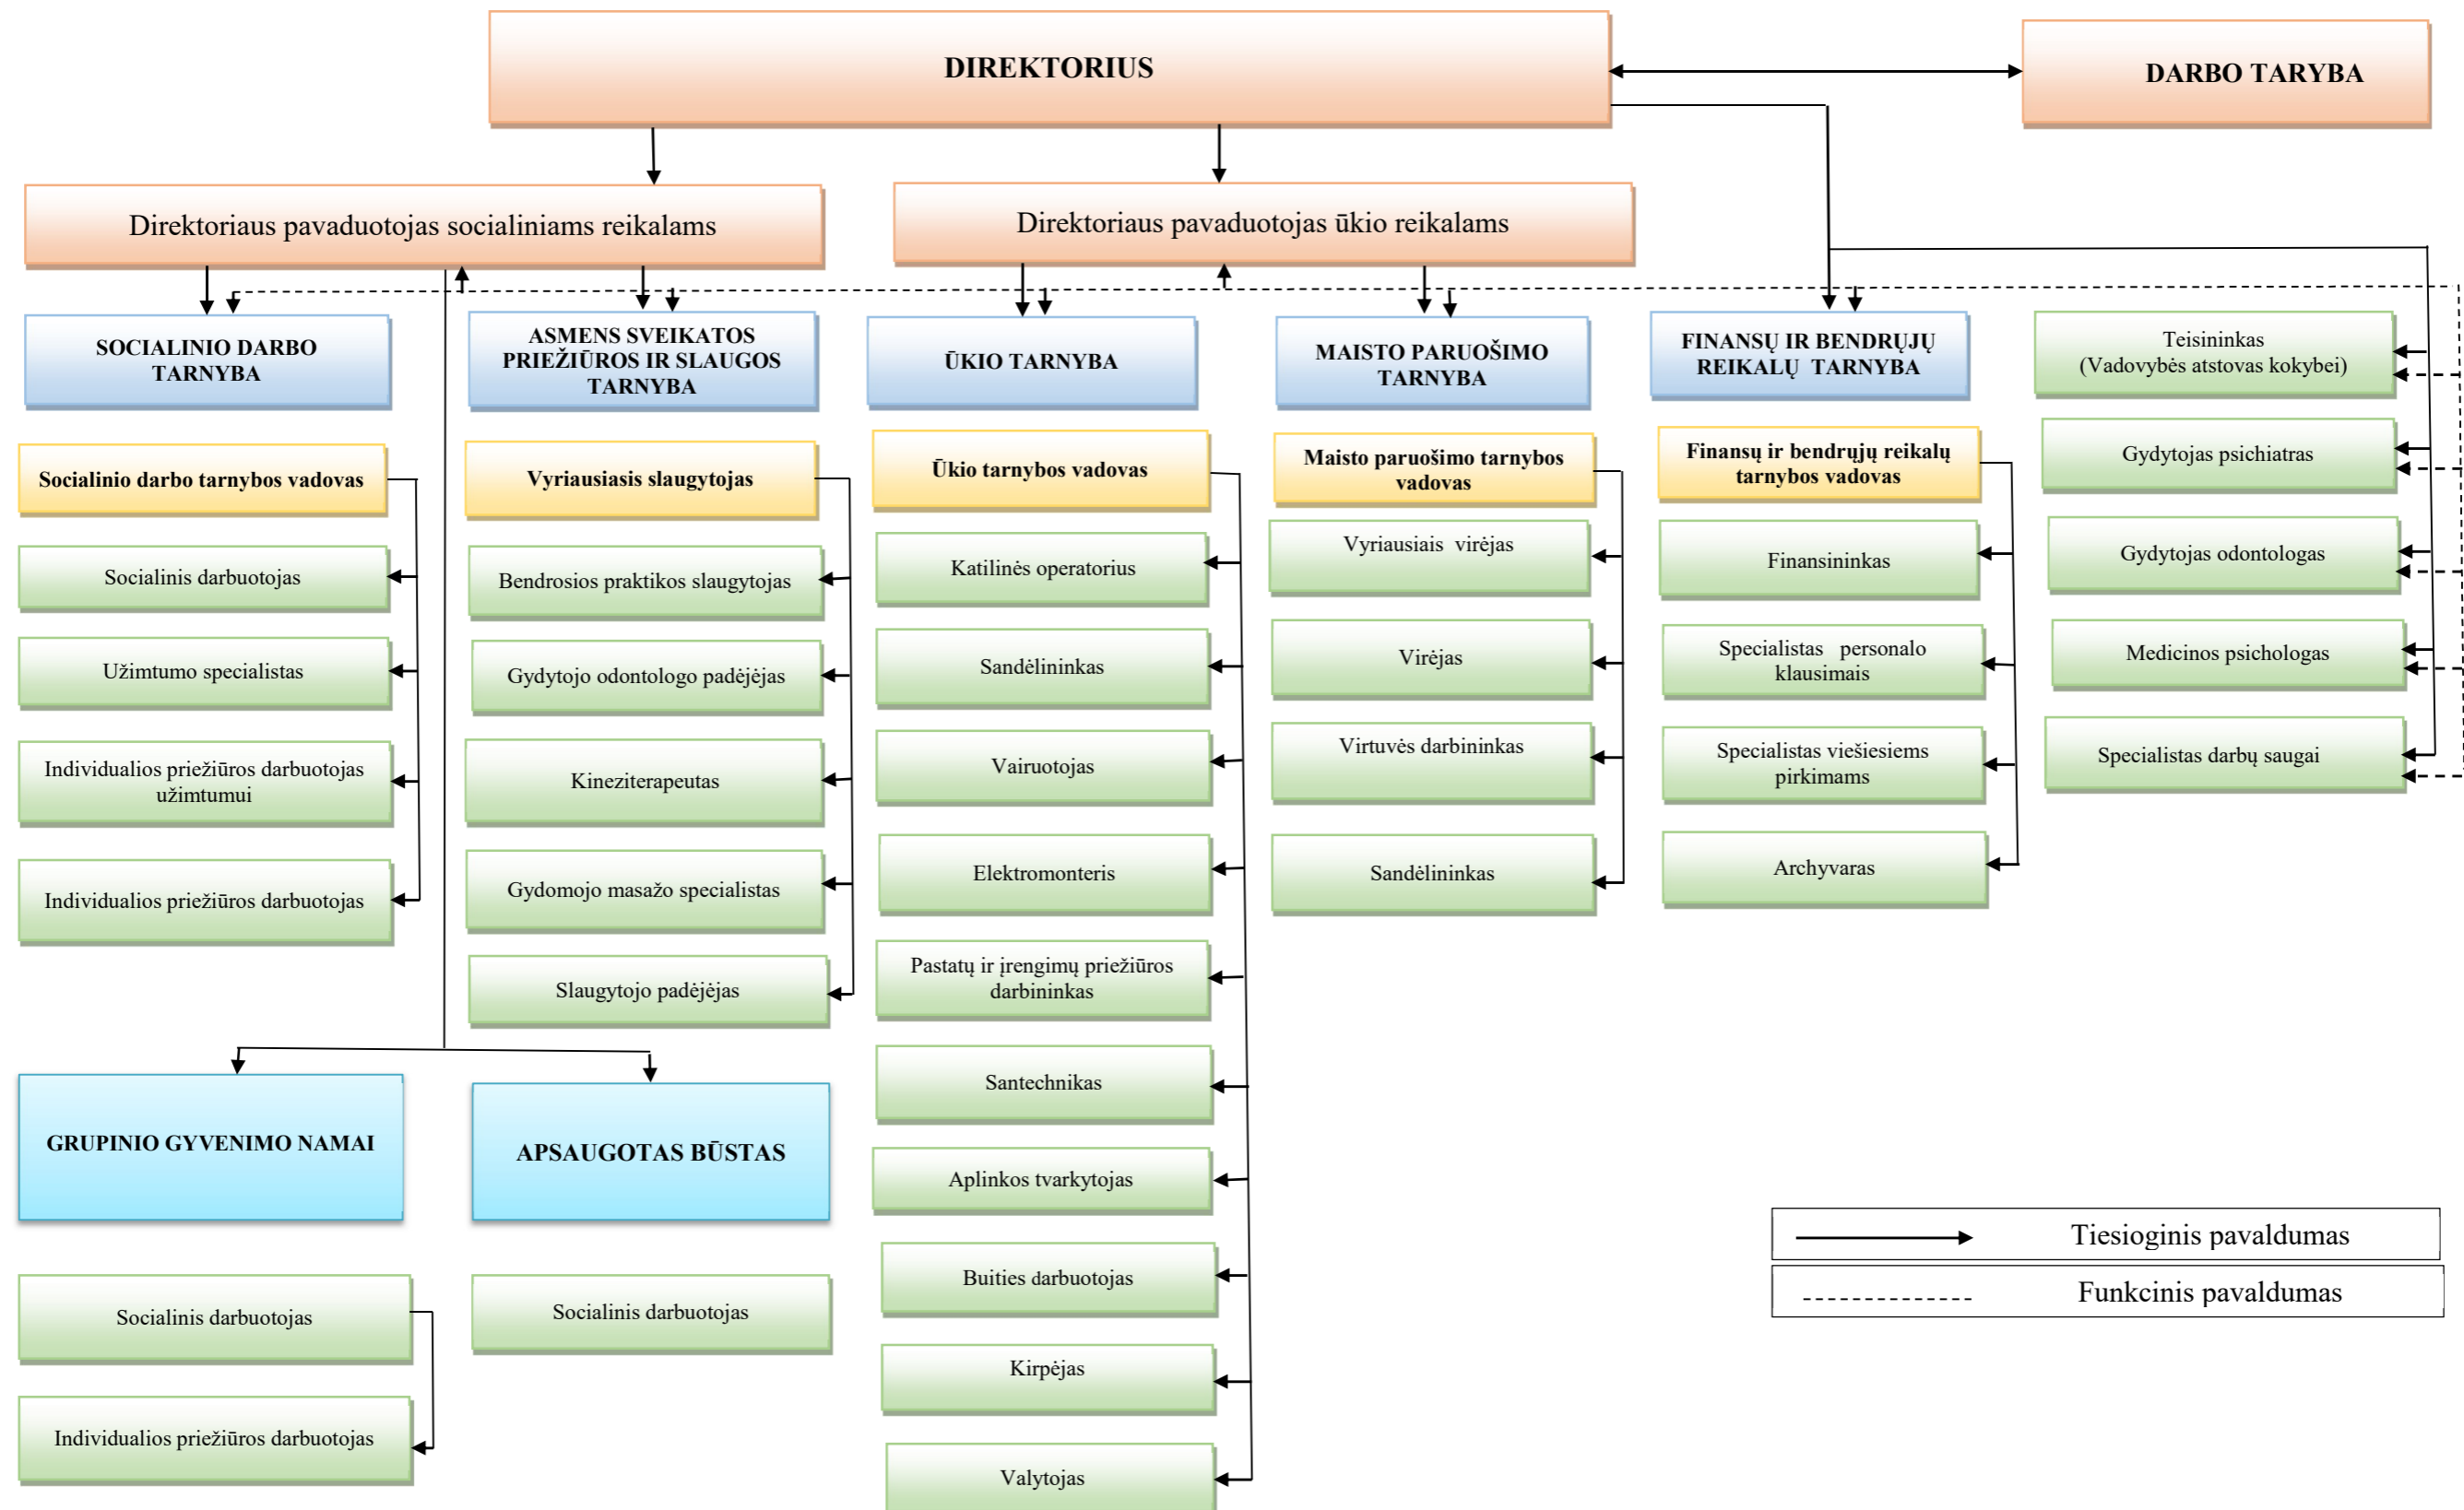 DIREKTORIUS
DARBO TARYBA
Direktoriaus pavaduotojas socialiniams reikalams
Direktoriaus pavaduotojas ūkio reikalams
SOCIALINIO DARBO
TARNYBA
ASMENS SVEIKATOS
PRIEŽIŪROS IR SLAUGOS
TARNYBA
ŪKIO TARNYBA
MAISTO PARUOŠIMO
TARNYBA
FINANSŲ IR BENDRŲJŲ
REIKALŲ TARNYBA
Teisininkas
(Vadovybės atstovas kokybei)
Gydytojas psichiatras
Gydytojas odontologas
Medicinos psichologas
Specialistas darbų saugai
Socialinio darbo tarnybos vadovas
Socialinis darbuotojas
Užimtumo specialistas
Individualios priežiūros darbuotojas
užimtumui
Individualios priežiūros darbuotojas
Vyriausiasis slaugytojas
Bendrosios praktikos slaugytojas
Gydytojo odontologo padėjėjas
Kineziterapeutas
Gydomojo masažo specialistas
Slaugytojo padėjėjas
Ūkio tarnybos vadovas
Katilinės operatorius
Sandėlininkas
Vairuotojas
Elektromonteris
Pastatų ir įrengimų priežiūros
darbininkas
Santechnikas
Aplinkos tvarkytojas
Buities darbuotojas
Kirpėjas
Valytojas
Maisto paruošimo tarnybos
vadovas
Vyriausiais virėjas
Virėjas
Virtuvės darbininkas
Sandėlininkas
Finansų ir bendrųjų reikalų
tarnybos vadovas
Finansininkas
Specialistas personalo
klausimais
Specialistas viešiesiems
pirkimams
Archyvaras
GRUPINIO GYVENIMO NAMAI
Socialinis darbuotojas
Individualios priežiūros darbuotojas
APSAUGOTAS BŪSTAS
Socialinis darbuotojas
Tiesioginis pavaldumas
Funkcinis pavaldumas